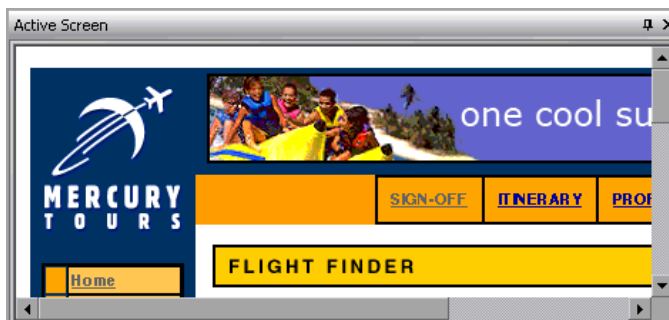 Active Screen
one cool su
MERCURY
TOURS
SIGN-OFF ITINERARY PROF
FLIGHT FINDER
Home